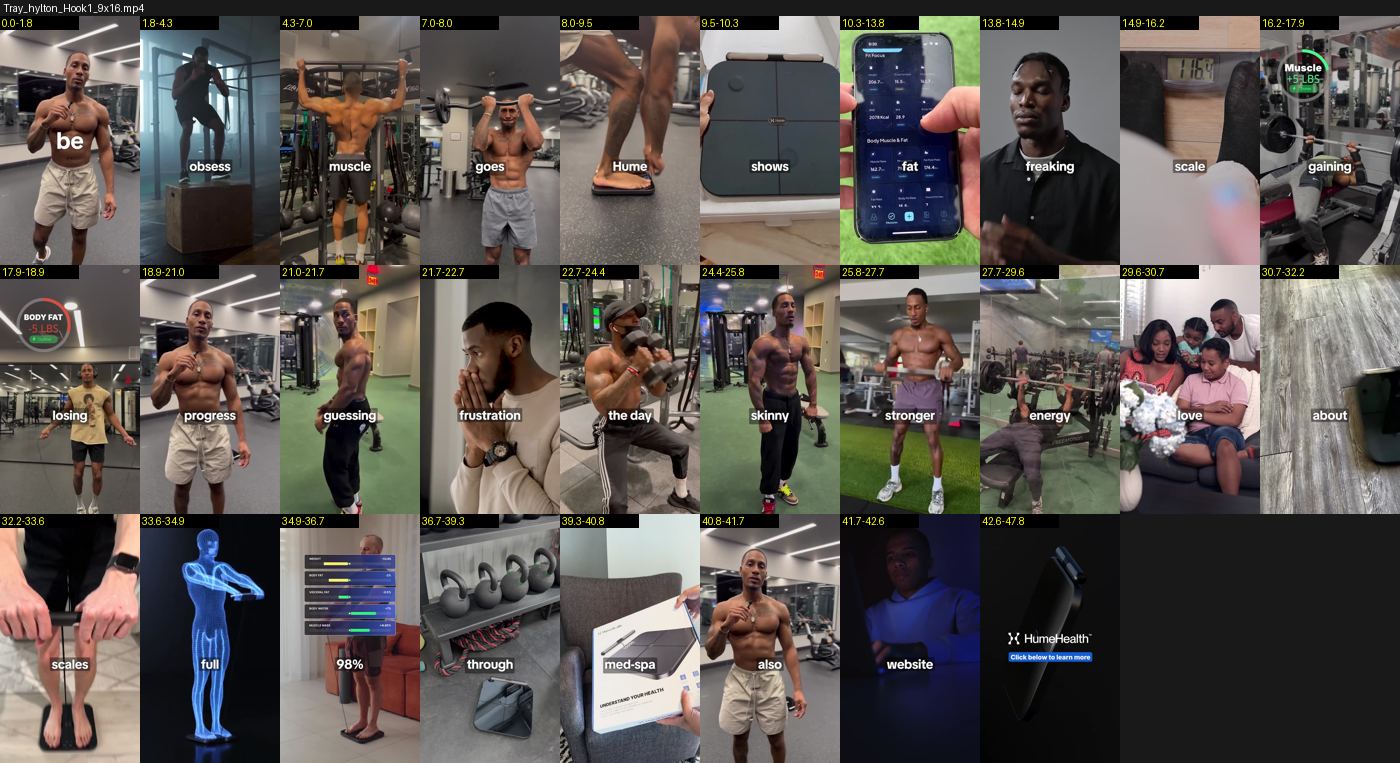 Tray_hylton_Hook1_9x16.mp4
0.0-1.8
1.8-4.3
4.3-7.0
7.0-8.0
8.0-9.5
9.5-10.3
10.3-13.8
13.8-14.9
14.9-16.2
16.2-17.9
be
obsess
muscle
goes
Hume
shows
Fit Focus
Body Muscle & Fat
fat
freaking
scale
Muscle
+5 LBS
gaining
17.9-18.9
18.9-21.0
21.0-21.7
21.7-22.7
22.7-24.4
24.4-25.8
25.8-27.7
27.7-29.6
29.6-30.7
30.7-32.2
BODY FAT
-5 LBS
losing
progress
guessing
frustration
the day
skinny
stronger
energy
love
about
32.2-33.6
33.6-34.9
34.9-36.7
36.7-39.3
39.3-40.8
40.8-41.7
41.7-42.6
42.6-47.8
scales
full
98%
through
med-spa
UNDERSTAND YOUR HEALTH
also
website
HumeHealth
Click below to learn more